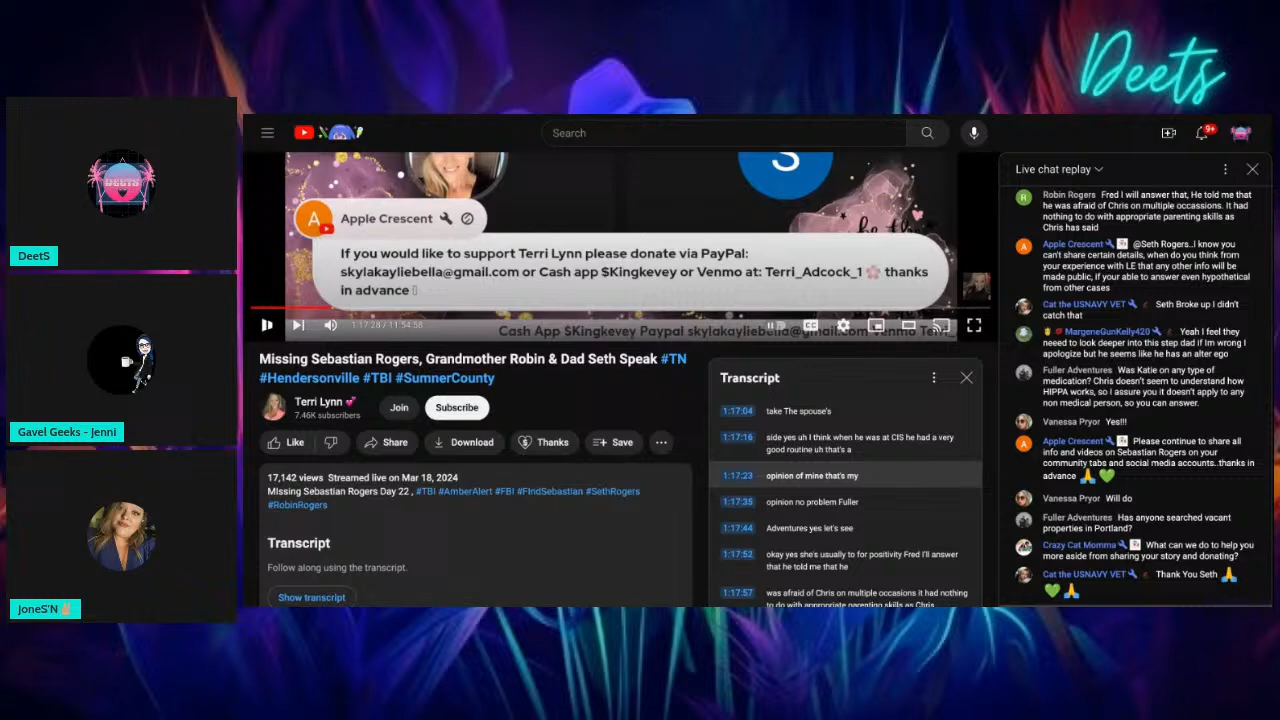 Deets
DEETS
DeetS
Gavel Geeks - Jenni
JoneS'N✌🏼
Search
9+
S
A
Apple Crescent
If you would like to support Terri Lynn please donate via PayPal:
skylakayliebella@gmail.com or Cash app $Kingkevey or Venmo at: Terri_Adcock_1 🌸 thanks
in advance
1:17:28 / 11:54:58
Cash App $Kingkevey Paypal skylakayliebella@gmail.com Venmo Terri_
Missing Sebastian Rogers, Grandmother Robin & Dad Seth Speak #TN
#Hendersonville #TBI #SumnerCounty
Terri Lynn 💕
7.46K subscribers
Join
Subscribe
Like
Share
Download
Thanks
Save
17,142 views Streamed live on Mar 18, 2024
MIssing Sebastian Rogers Day 22 , #TBI #AmberAlert #FBI #FIndSebastian #SethRogers
#RobinRogers
Transcript
Follow along using the transcript.
Show transcript
Transcript
1:17:04 take The spouse's
1:17:16 side yes uh I think when he was at CIS he had a very
good routine uh that's a
1:17:23 opinion of mine that's my
1:17:35 opinion no problem Fuller
1:17:44 Adventures yes let's see
1:17:52 okay yes she's usually to for positivity Fred I'll answer
that he told me that he
1:17:57 was afraid of Chris on multiple occasions it had nothing
to do with appropriate parenting skills as Chris
Live chat replay
R
Robin Rogers Fred I will answer that, He told me that
he was afraid of Chris on multiple occassions. It had
nothing to do with appropriate parenting skills as
Chris has said
A
Apple Crescent @Seth Rogers..I know you
can't share certain details, when do you think from
your experience with LE that any other info will be
made public, if your able to answer even hypothetical
from other cases
Cat the USNAVY VET Seth Broke up I didn't
catch that
MargeneGunKelly420 Yeah I feel they
neeed to look deeper into this step dad if Im wrong I
apologize but he seems like he has an alter ego
Fuller Adventures Was Katie on any type of
medication? Chris doesn't seem to understand how
HIPPA works, so I assure you it doesn't apply to any
non medical person, so you can answer.
Vanessa Pryor Yes!!!
A
Apple Crescent Please continue to share all
info and videos on Sebastian Rogers on your
community tabs and social media accounts..thanks in
advance 🙏 💚
Vanessa Pryor Will do
Fuller Adventures Has anyone searched vacant
properties in Portland?
Crazy Cat Momma What can we do to help you
more aside from sharing your story and donating?
Cat the USNAVY VET Thank You Seth 🙏
💚 🙏